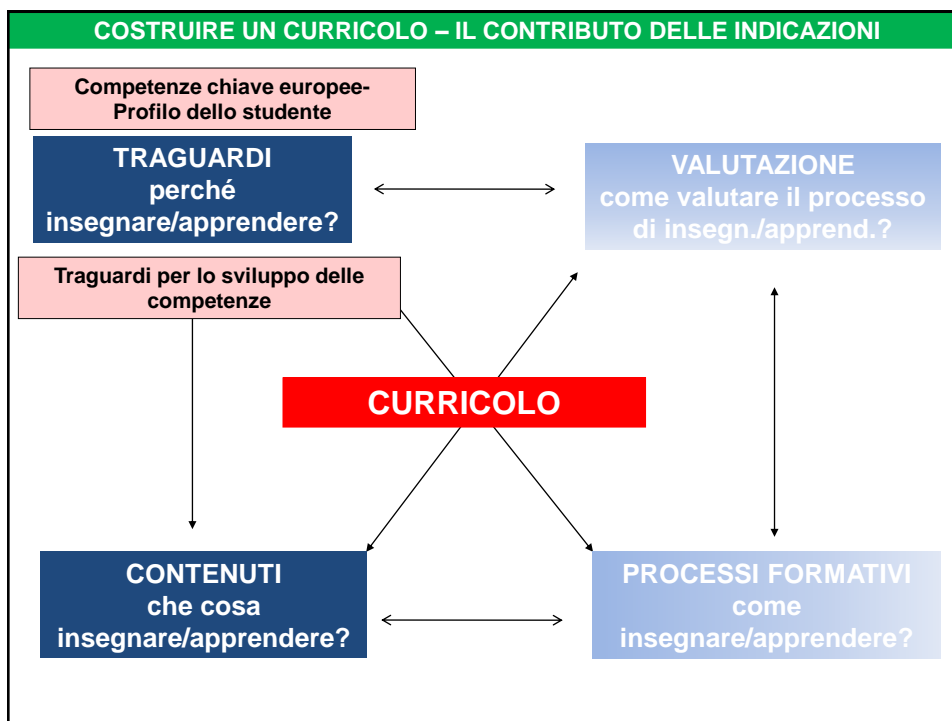 COSTRUIRE UN CURRICOLO – IL CONTRIBUTO DELLE INDICAZIONI
Competenze chiave europee-
Profilo dello studente
TRAGUARDI
perché
insegnare/apprendere?
VALUTAZIONE
come valutare il processo
di insegn./apprend.?
Traguardi per lo sviluppo delle
competenze
CURRICOLO
CONTENUTI
che cosa
insegnare/apprendere?
PROCESSI FORMATIVI
come
insegnare/apprendere?